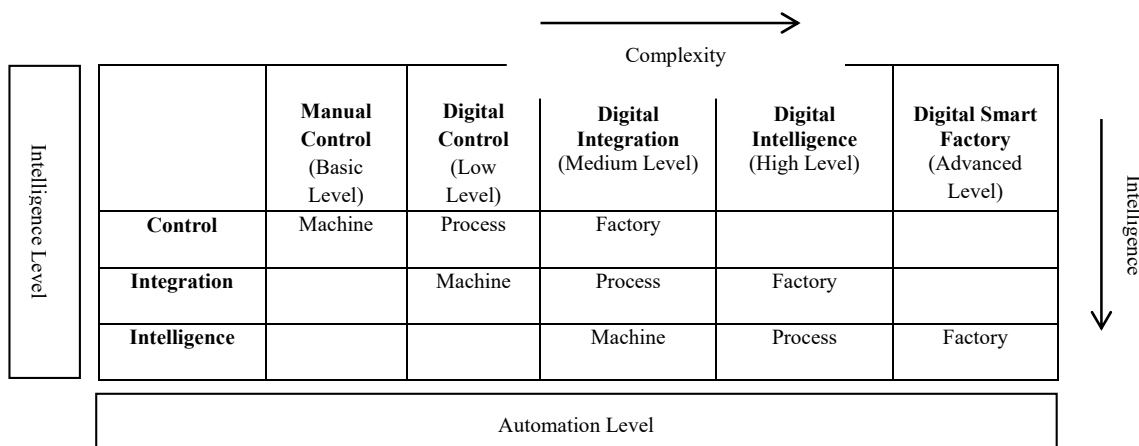 Complexity
Intelligence Level
Manual Control (Basic Level)
Digital Control (Low Level)
Digital Integration (Medium Level)
Digital Intelligence (High Level)
Digital Smart Factory (Advanced Level)
Control Machine Process Factory
Integration Machine Process Factory
Intelligence Machine Process Factory
Intelligence
Automation Level